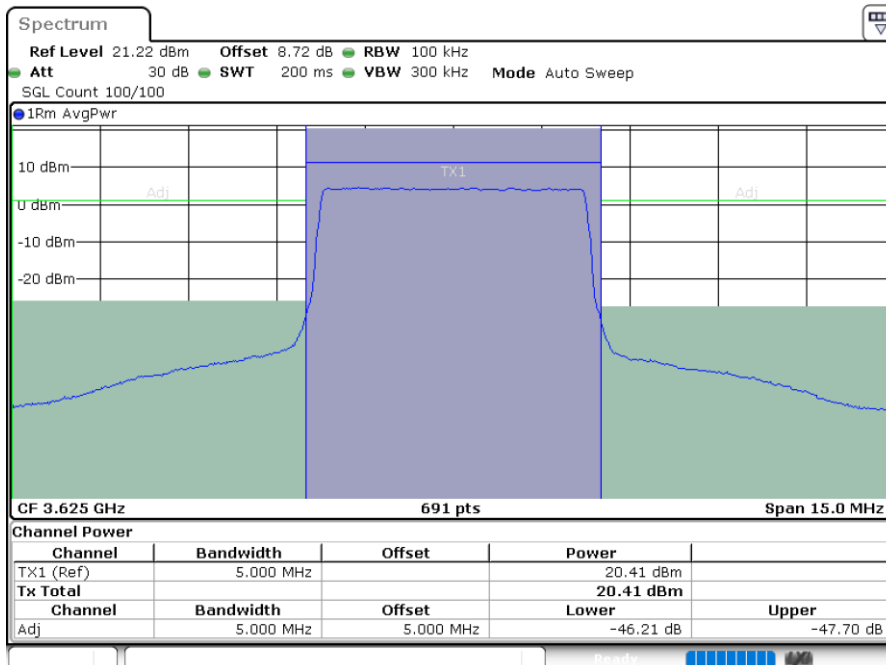 Spectrum
Ref Level 21.22 dBm Offset 8.72 dB RBW 100 kHz
Att 30 dB SWT 200 ms VBW 300 kHz Mode Auto Sweep
SGL Count 100/100
1Rm AvgPwr
10 dBm
TX1
Adj Adj
0 dBm
-10 dBm
-20 dBm
CF 3.625 GHz 691 pts Span 15.0 MHz
Channel Power
Channel Bandwidth Offset Power
TX1 (Ref) 5.000 MHz 20.41 dBm
Tx Total 20.41 dBm
Channel Bandwidth Offset Lower Upper
Adj 5.000 MHz 5.000 MHz -46.21 dB -47.70 dB
Ready